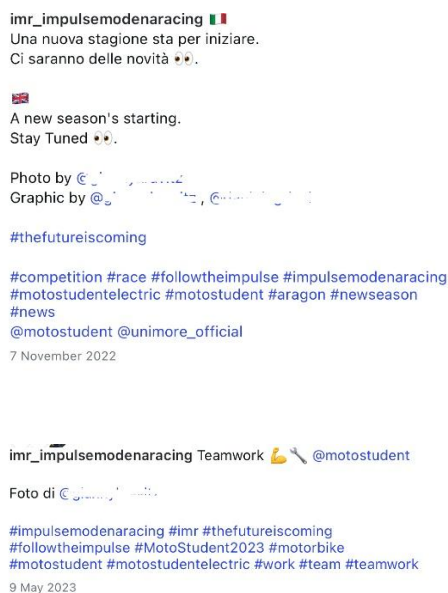 imr_impulsemodenaracing 🇮🇹
Una nuova stagione sta per iniziare.
Ci saranno delle novità 👀.
🇬🇧
A new season's starting.
Stay Tuned 👀.
Photo by
Graphic by
#thefutureiscoming
#competition #race #followtheimpulse #impulsemodenaracing
#motostudentelectric #motostudent #aragon #newseason
#news
@motostudent @unimore_official
7 November 2022
imr_impulsemodenaracing Teamwork 💪🔧 @motostudent
Foto di
#impulsemodenaracing #imr #thefutureiscoming
#followtheimpulse #MotoStudent2023 #motorbike
#motostudent #motostudentelectric #work #team #teamwork
9 May 2023